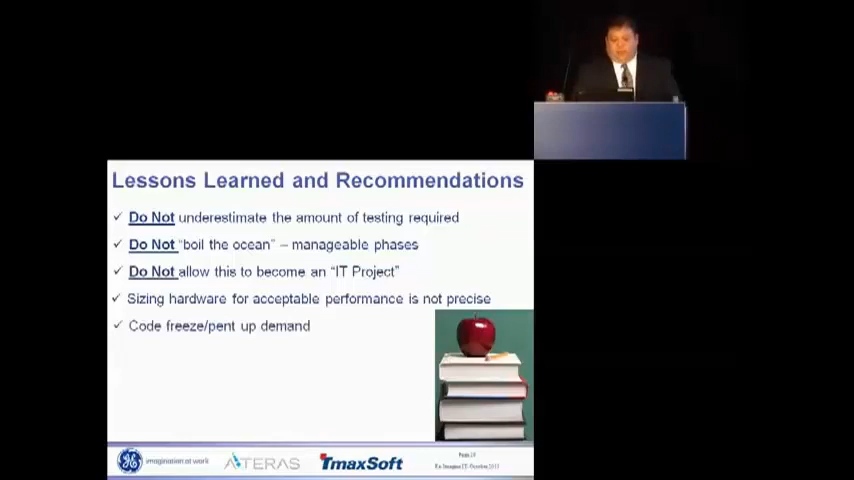 Lessons Learned and Recommendations
✓ Do Not underestimate the amount of testing required
✓ Do Not "boil the ocean" – manageable phases
✓ Do Not allow this to become an "IT Project"
✓ Sizing hardware for acceptable performance is not precise
✓ Code freeze/pent up demand
imagination at work
ATERAS
TmaxSoft